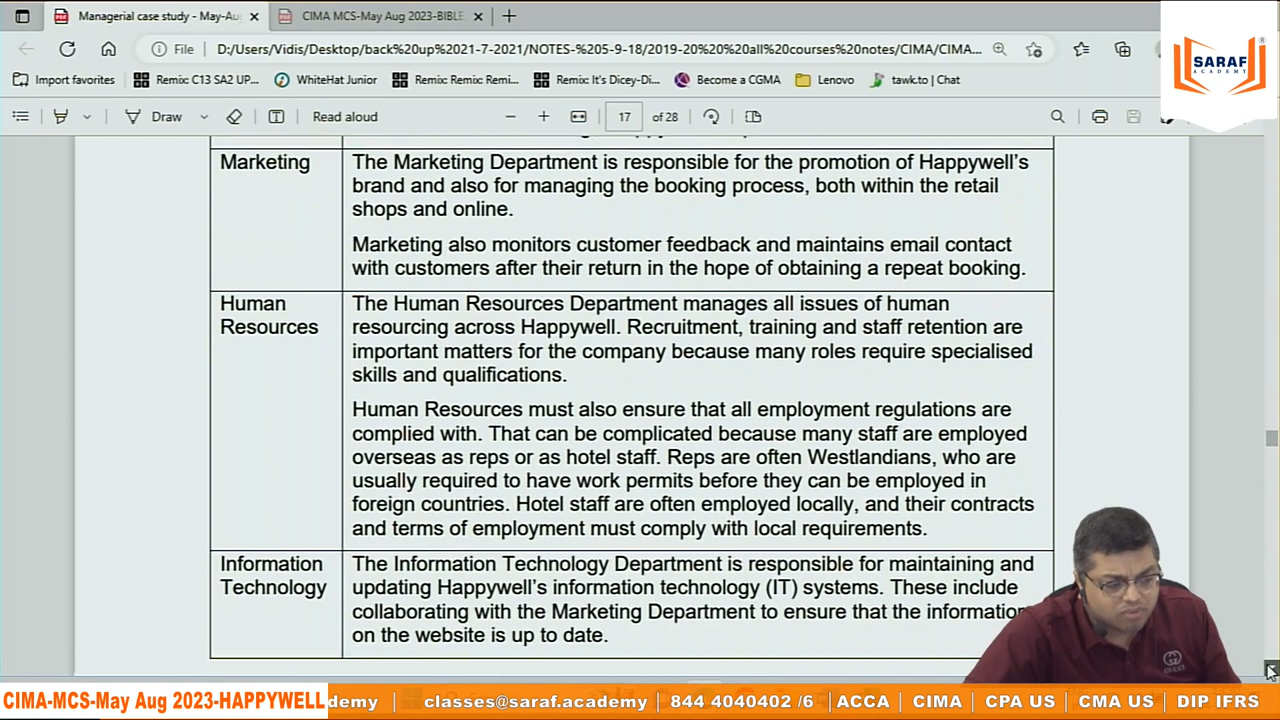 Managerial case study - May-Au
CIMA MCS-May Aug 2023-BIBLE
File
D:/Users/Vidis/Desktop/back%20up%2021-7-2021/NOTES-%205-9-18/2019-20%20%20all%20courses%20notes/CIMA/CIMA...
SARAF
ACADEMY
Import favorites
Remix: C13 SA2 UP...
WhiteHat Junior
Remix: Remix: Remi...
Remix: It's Dicey-Di...
Become a CGMA
Lenovo
tawk.to | Chat
Draw
Read aloud
17
of 28
Marketing
The Marketing Department is responsible for the promotion of Happywell's
brand and also for managing the booking process, both within the retail
shops and online.
Marketing also monitors customer feedback and maintains email contact
with customers after their return in the hope of obtaining a repeat booking.
Human
Resources
The Human Resources Department manages all issues of human
resourcing across Happywell. Recruitment, training and staff retention are
important matters for the company because many roles require specialised
skills and qualifications.
Human Resources must also ensure that all employment regulations are
complied with. That can be complicated because many staff are employed
overseas as reps or as hotel staff. Reps are often Westlandians, who are
usually required to have work permits before they can be employed in
foreign countries. Hotel staff are often employed locally, and their contracts
and terms of employment must comply with local requirements.
Information
Technology
The Information Technology Department is responsible for maintaining and
updating Happywell's information technology (IT) systems. These include
collaborating with the Marketing Department to ensure that the information
on the website is up to date.
GUCCI
CIMA-MCS-May Aug 2023-HAPPYWELL
demy
classes@saraf.academy
844 4040402 /6
ACCA
CIMA
CPA US
CMA US
DIP IFRS